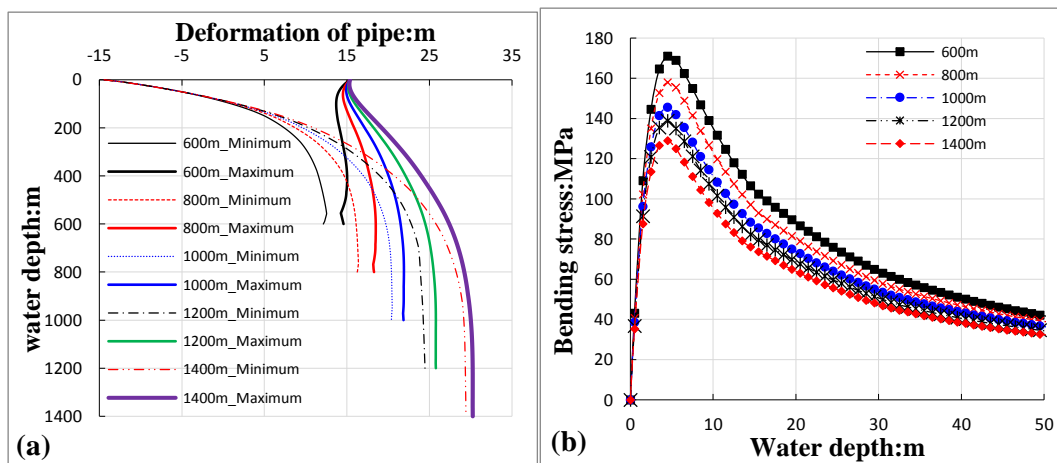 Deformation of pipe:m
-15 -5 5 15 25 35
0
200
400
600
800
1000
1200
1400
water depth:m
600m_Minimum
600m_Maximum
800m_Minimum
800m_Maximum
1000m_Minimum
1000m_Maximum
1200m_Minimum
1200m_Maximum
1400m_Minimum
1400m_Maximum
(a)
180
160
140
120
100
80
60
40
20
0
Bending stress:MPa
600m
800m
1000m
1200m
1400m
0 10 20 30 40 50
Water depth:m
(b)